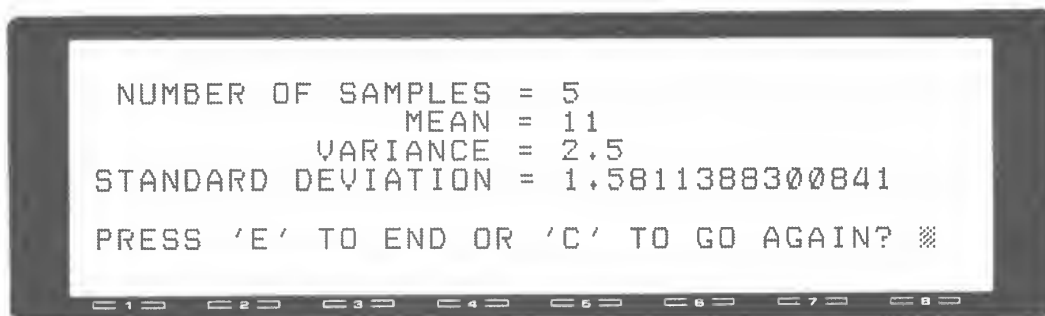 NUMBER OF SAMPLES = 5
MEAN = 11
VARIANCE = 2.5
STANDARD DEVIATION = 1.5811388300841
PRESS 'E' TO END OR 'C' TO GO AGAIN?
1 2 3 4 5 6 7 8